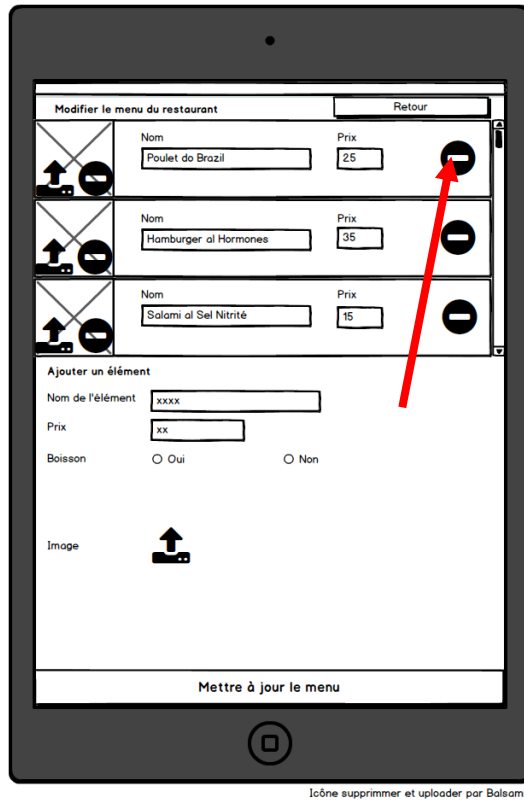 Modifier le menu du restaurant Retour
Nom Prix
Poulet do Brazil 25
Nom Prix
Hamburger al Hormones 35
Nom Prix
Salami al Sel Nitrité 15
Ajouter un élément
Nom de l'élément xxxx
Prix xx
Boisson Oui Non
Image
Mettre à jour le menu
Icône supprimmer et uploader par Balsam